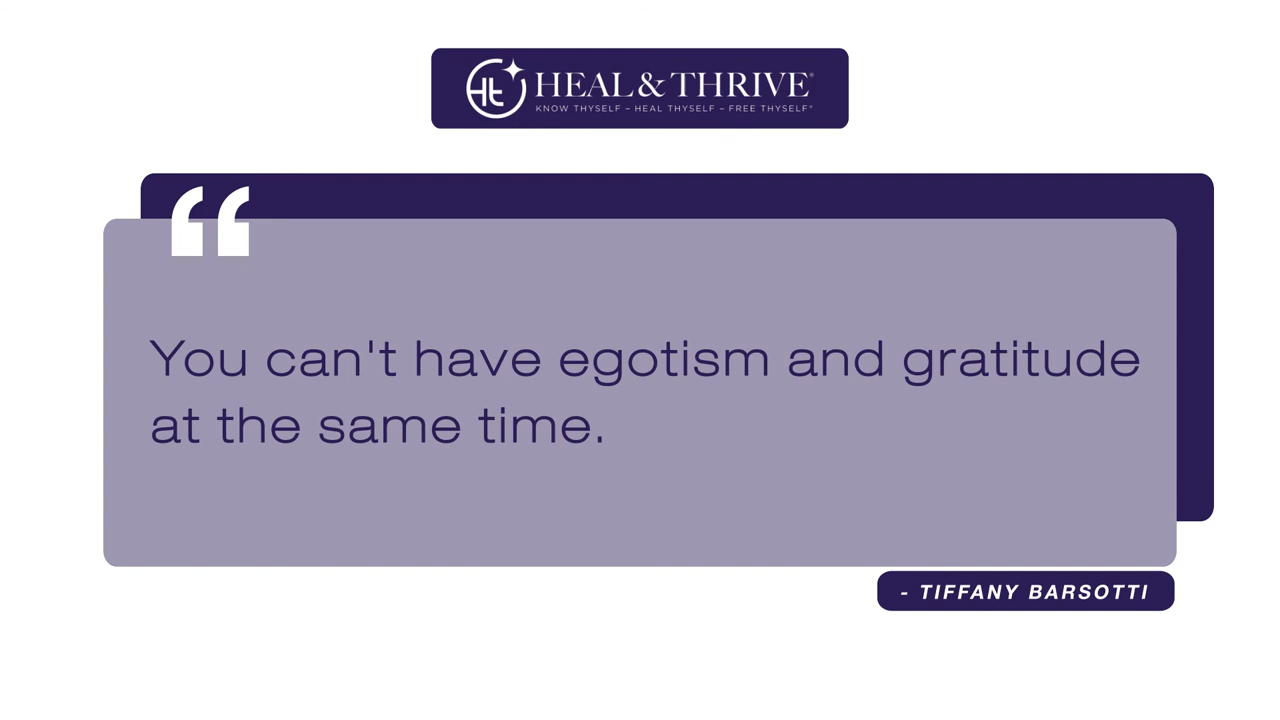 Ht HEAL & THRIVE®
KNOW THYSELF – HEAL THYSELF – FREE THYSELF®
“
You can't have egotism and gratitude
at the same time.
- TIFFANY BARSOTTI